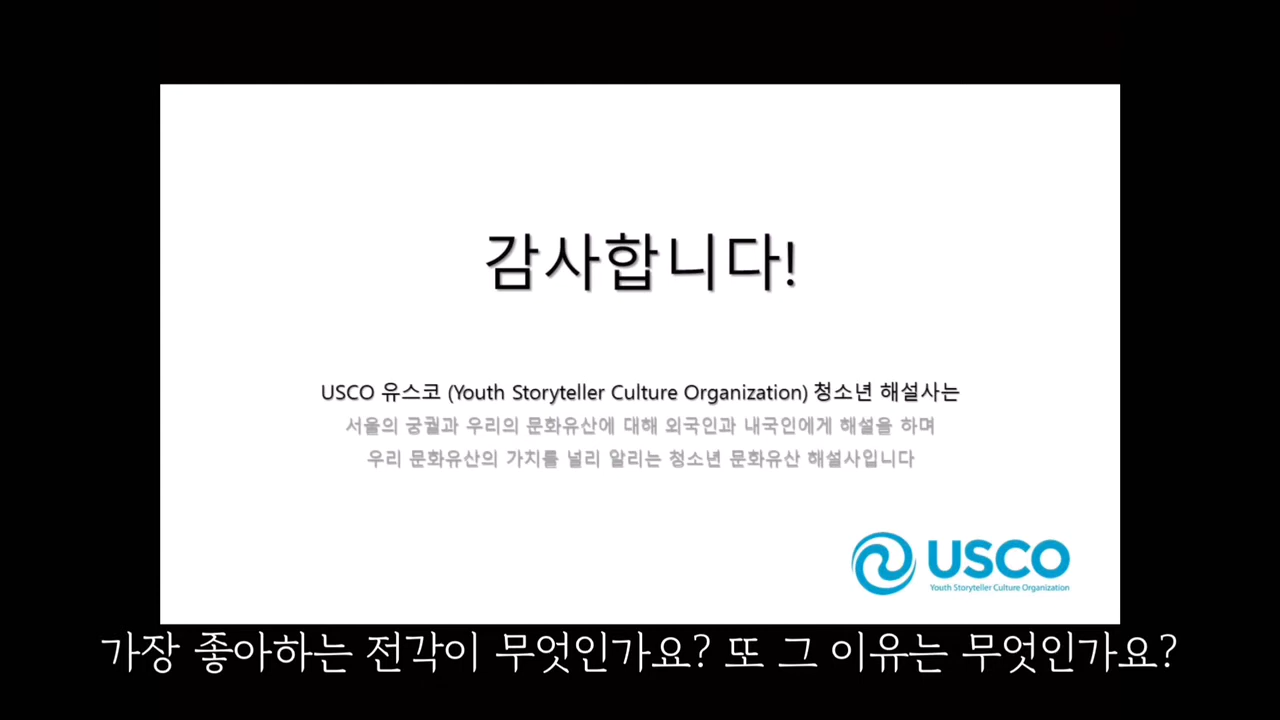 감사합니다!
USCO 유스코 (Youth Storyteller Culture Organization) 청소년 해설사는
서울의 궁궐과 우리의 문화유산에 대해 외국인과 내국인에게 해설을 하며
우리 문화유산의 가치를 널리 알리는 청소년 문화유산 해설사입니다
USCO
Youth Storyteller Culture Organization
가장 좋아하는 전각이 무엇인가요? 또 그 이유는 무엇인가요?